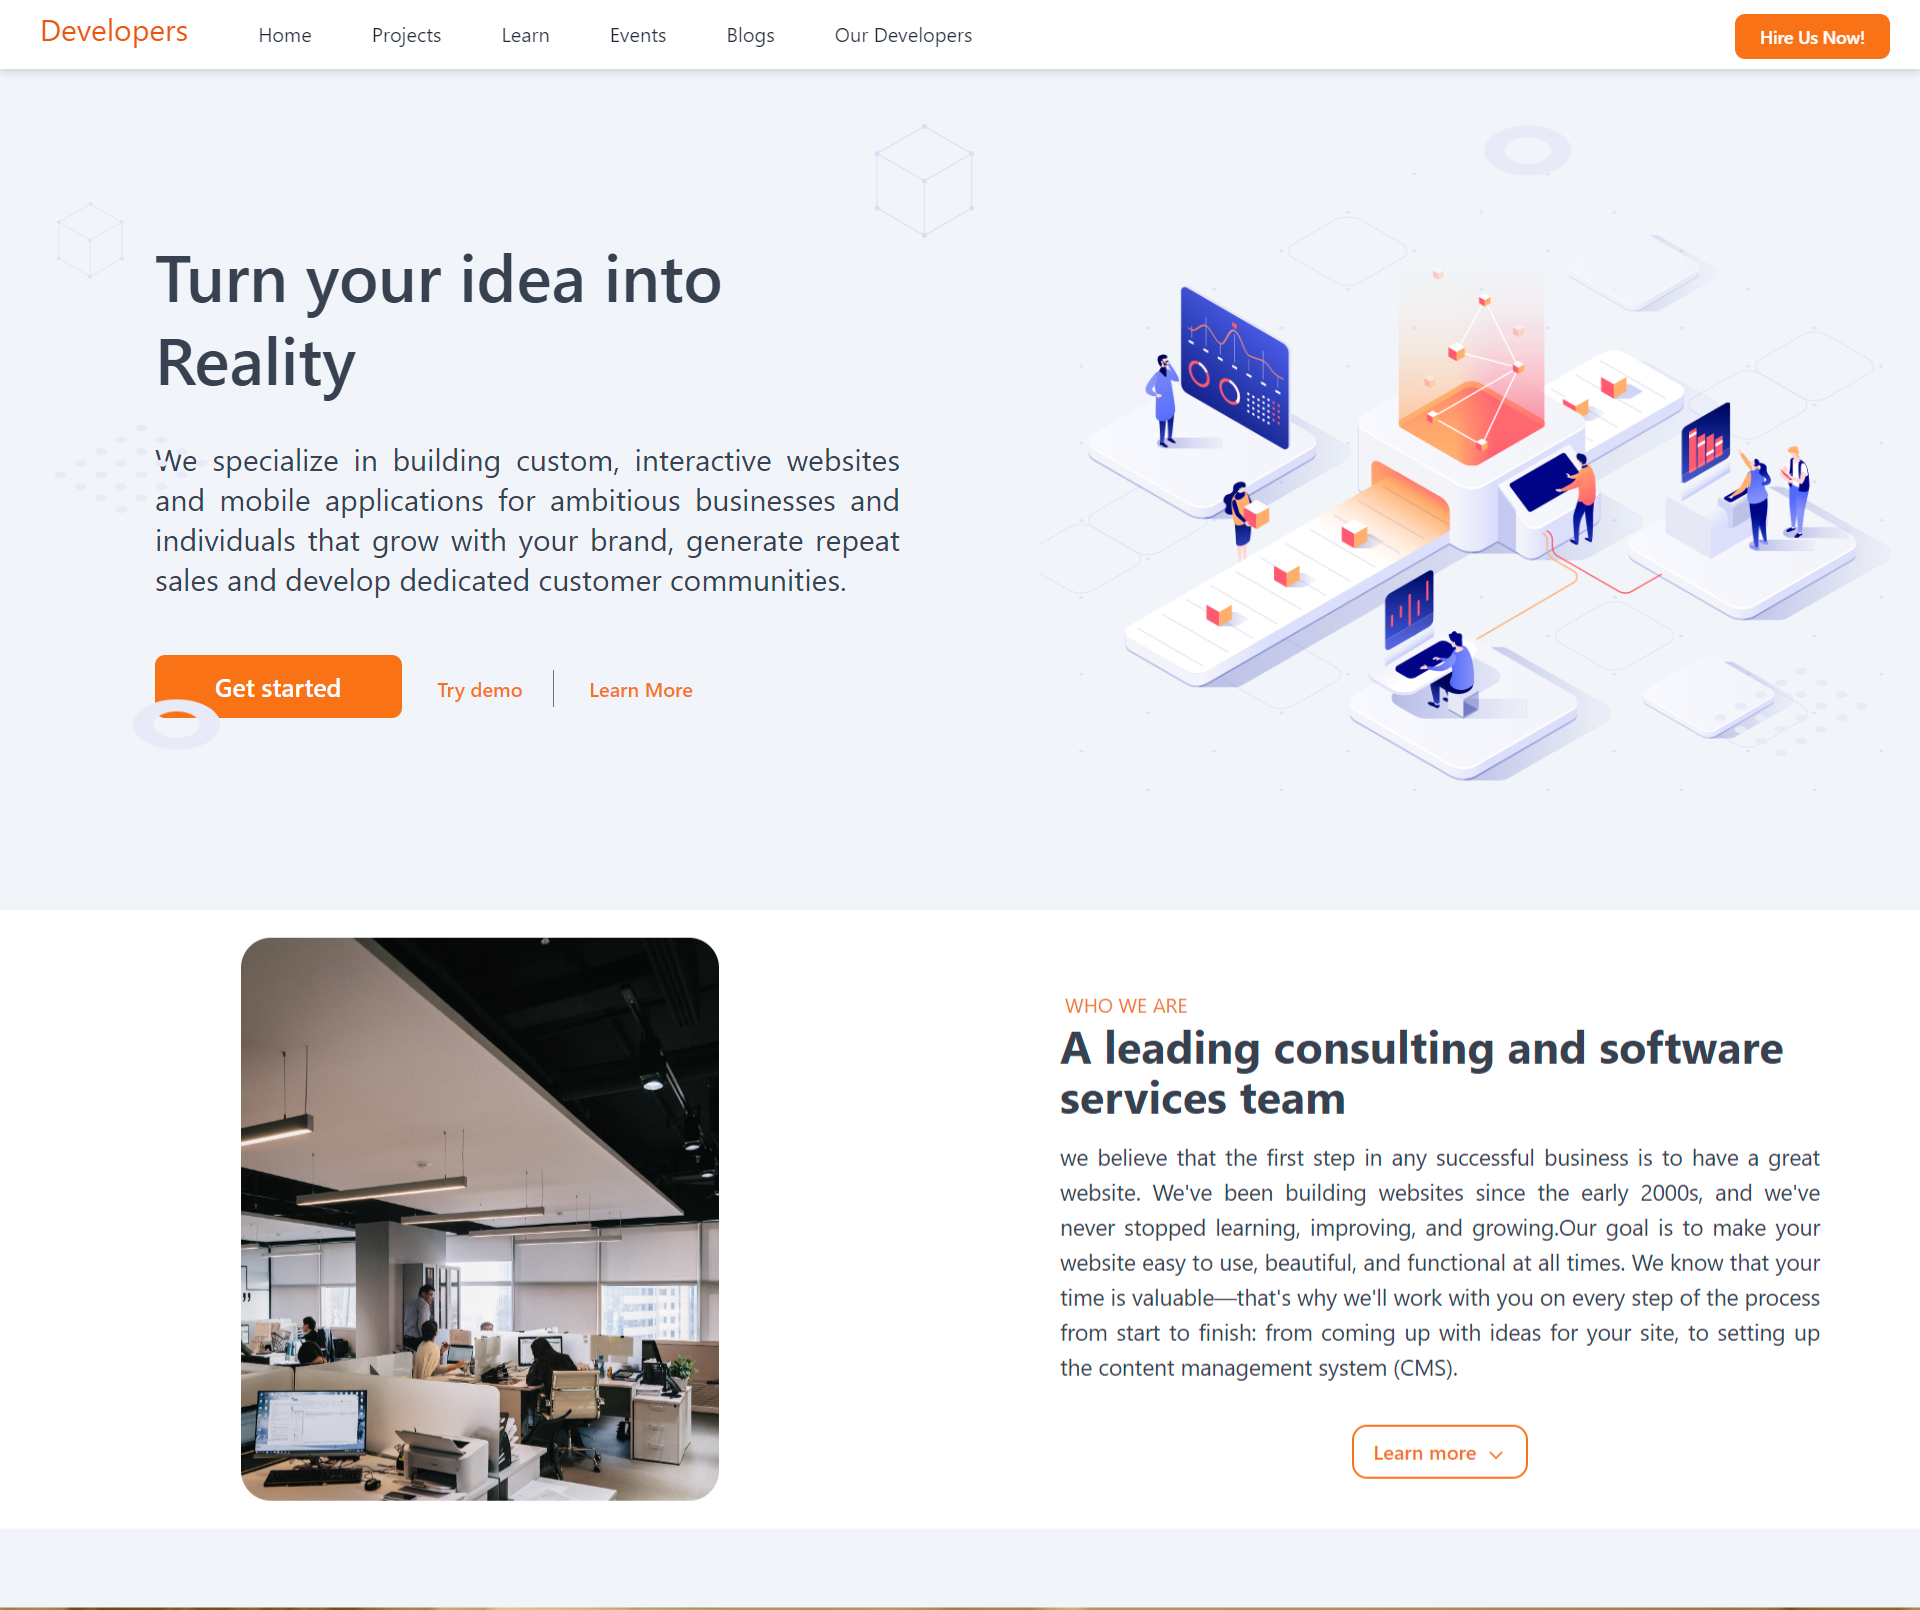 Developers
Home
Projects
Learn
Events
Blogs
Our Developers
Hire Us Now!
Turn your idea into
Reality
We specialize in building custom, interactive websites
and mobile applications for ambitious businesses and
individuals that grow with your brand, generate repeat
sales and develop dedicated customer communities.
Get started
Try demo
Learn More
WHO WE ARE
A leading consulting and software
services team
we believe that the first step in any successful business is to have a great
website. We've been building websites since the early 2000s, and we've
never stopped learning, improving, and growing.Our goal is to make your
website easy to use, beautiful, and functional at all times. We know that your
time is valuable—that's why we'll work with you on every step of the process
from start to finish: from coming up with ideas for your site, to setting up
the content management system (CMS).
Learn more